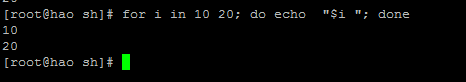 [root@hao sh]# for i in 10 20; do echo  "$i "; done
10
20
[root@hao sh]#